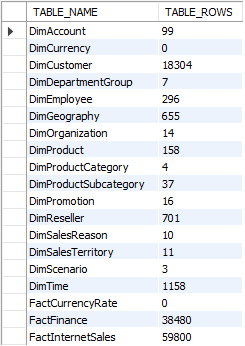 TABLE_NAME TABLE_ROWS
DimAccount 99
DimCurrency 0
DimCustomer 18304
DimDepartmentGroup 7
DimEmployee 296
DimGeography 655
DimOrganization 14
DimProduct 158
DimProductCategory 4
DimProductSubcategory 37
DimPromotion 16
DimReseller 701
DimSalesReason 10
DimSalesTerritory 11
DimScenario 3
DimTime 1158
FactCurrencyRate 0
FactFinance 38480
FactInternetSales 59800